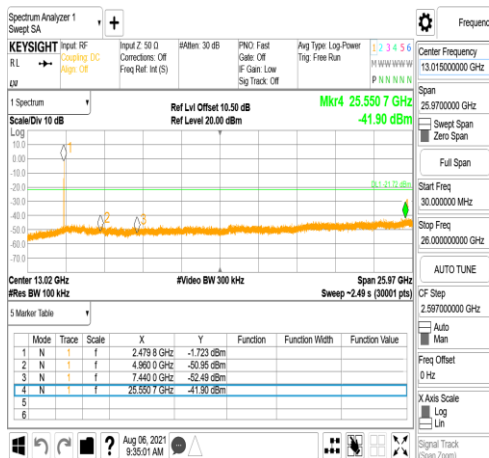 Spectrum Analyzer 1
Swept SA
Frequenc
KEYSIGHT
RL
Input: RF
Coupling: DC
Align: Off
Input Z: 50 Ω
Corrections: Off
Freq Ref: Int (S)
#Atten: 30 dB
PNO: Fast
Gate: Off
IF Gain: Low
Sig Track: Off
Avg Type: Log-Power
Trig: Free Run
1 2 3 4 5 6
M W W W W W
P N N N N N
1 Spectrum
Scale/Div 10 dB
Ref Lvl Offset 10.50 dB
Ref Level 20.00 dBm
Mkr4 25.550 7 GHz
-41.90 dBm
Log
10.0
0.00
-10.0
-20.0
-30.0
-40.0
-50.0
-60.0
-70.0
1
2
3
Center 13.02 GHz
#Res BW 100 kHz
#Video BW 300 kHz
Span 25.97 GHz
Sweep ~2.49 s (30001 pts)
5 Marker Table
Mode Trace Scale X Y Function Function Width Function Value
1 N 1 f 2.479 8 GHz -1.723 dBm
2 N 1 f 4.960 0 GHz -50.95 dBm
3 N 1 f 7.440 0 GHz -52.49 dBm
4 N 1 f 25.550 7 GHz -41.90 dBm
5
6
?
Aug 06, 2021
9:35:01 AM
Center Frequency
13.015000000 GHz
Span
25.9700000 GHz
Swept Span
Zero Span
Full Span
Start Freq
30.000000 MHz
Stop Freq
26.000000000 GHz
AUTO TUNE
CF Step
2.597000000 GHz
Auto
Man
Freq Offset
0 Hz
X Axis Scale
Log
Lin
Signal Track
(Span Zoom)